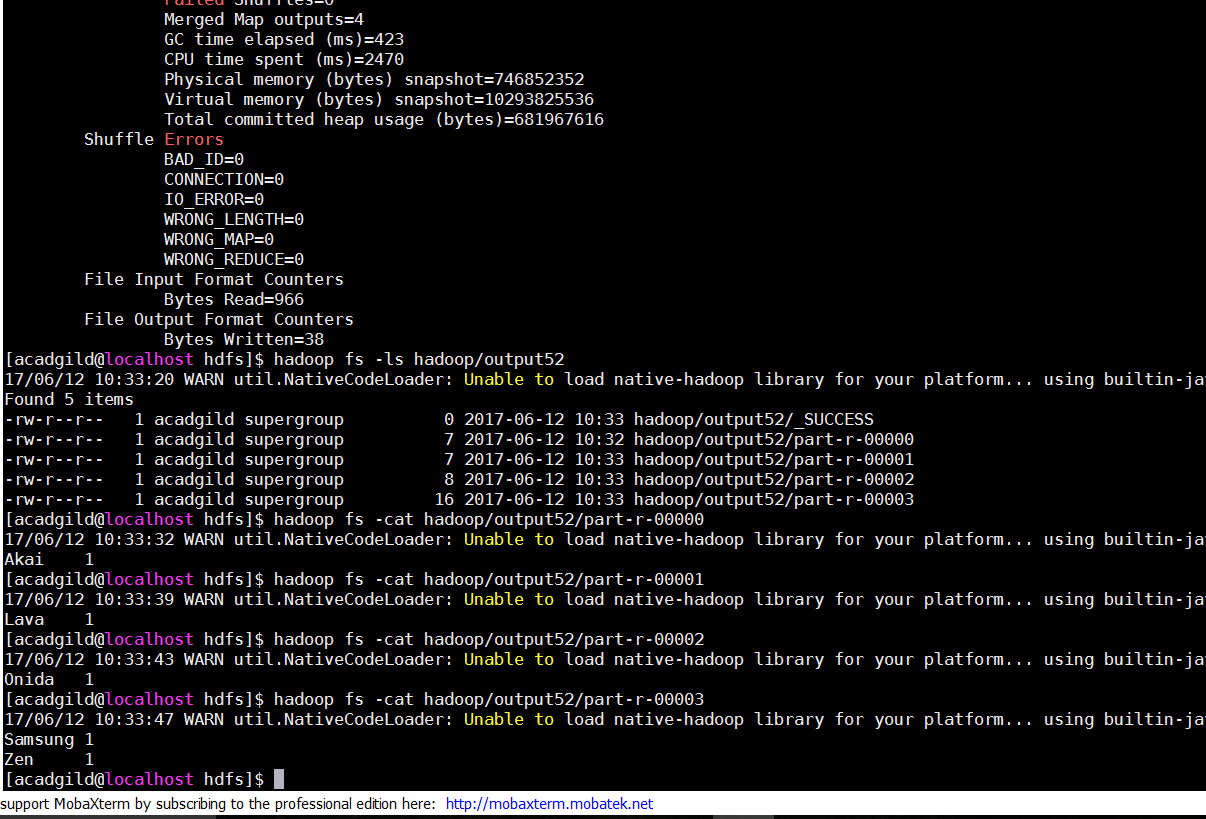 Failed Shuffles=0
Merged Map outputs=4
GC time elapsed (ms)=423
CPU time spent (ms)=2470
Physical memory (bytes) snapshot=746852352
Virtual memory (bytes) snapshot=10293825536
Total committed heap usage (bytes)=681967616
Shuffle Errors
BAD_ID=0
CONNECTION=0
IO_ERROR=0
WRONG_LENGTH=0
WRONG_MAP=0
WRONG_REDUCE=0
File Input Format Counters
Bytes Read=966
File Output Format Counters
Bytes Written=38
[acadgild@localhost hdfs]$ hadoop fs -ls hadoop/output52
17/06/12 10:33:20 WARN util.NativeCodeLoader: Unable to load native-hadoop library for your platform... using builtin-ja
Found 5 items
-rw-r--r-- 1 acadgild supergroup 0 2017-06-12 10:33 hadoop/output52/_SUCCESS
-rw-r--r-- 1 acadgild supergroup 7 2017-06-12 10:32 hadoop/output52/part-r-00000
-rw-r--r-- 1 acadgild supergroup 7 2017-06-12 10:33 hadoop/output52/part-r-00001
-rw-r--r-- 1 acadgild supergroup 8 2017-06-12 10:33 hadoop/output52/part-r-00002
-rw-r--r-- 1 acadgild supergroup 16 2017-06-12 10:33 hadoop/output52/part-r-00003
[acadgild@localhost hdfs]$ hadoop fs -cat hadoop/output52/part-r-00000
17/06/12 10:33:32 WARN util.NativeCodeLoader: Unable to load native-hadoop library for your platform... using builtin-ja
Akai 1
[acadgild@localhost hdfs]$ hadoop fs -cat hadoop/output52/part-r-00001
17/06/12 10:33:39 WARN util.NativeCodeLoader: Unable to load native-hadoop library for your platform... using builtin-ja
Lava 1
[acadgild@localhost hdfs]$ hadoop fs -cat hadoop/output52/part-r-00002
17/06/12 10:33:43 WARN util.NativeCodeLoader: Unable to load native-hadoop library for your platform... using builtin-ja
Onida 1
[acadgild@localhost hdfs]$ hadoop fs -cat hadoop/output52/part-r-00003
17/06/12 10:33:47 WARN util.NativeCodeLoader: Unable to load native-hadoop library for your platform... using builtin-ja
Samsung 1
Zen 1
[acadgild@localhost hdfs]$
support MobaXterm by subscribing to the professional edition here: http://mobaxterm.mobatek.net